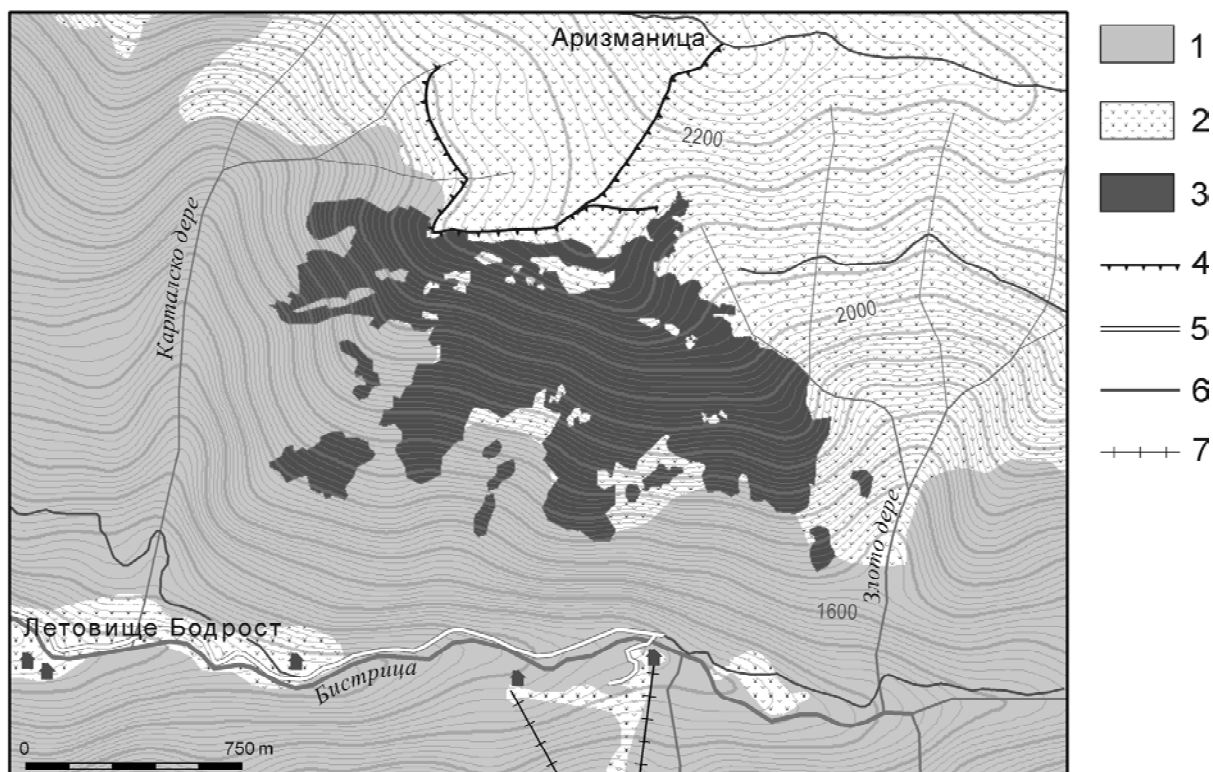 Аризманица
2200
Карталско дере
2000
Злото дере
1600
Летовище Бодрост
Бистрица
0 750 m
1
2
3
4
5
6
7